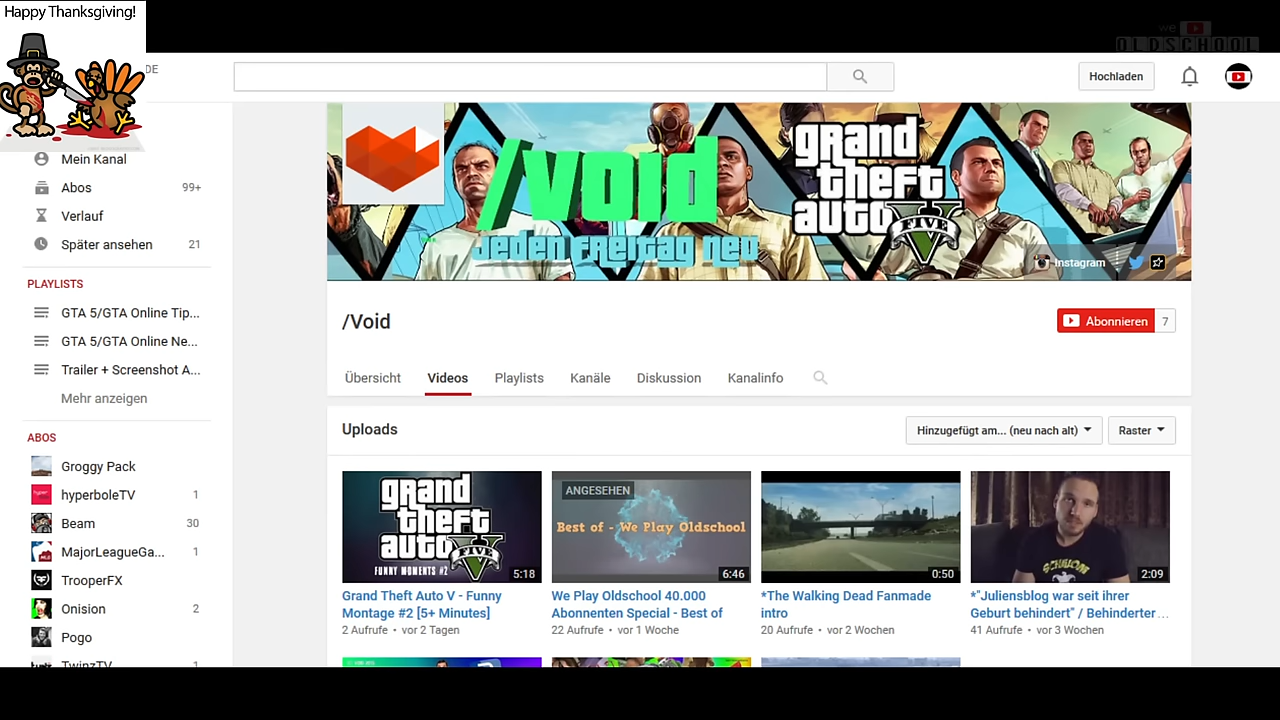 Happy Thanksgiving!
we
OLDSCHOOL
DE
Hochladen
Mein Kanal
Abos 99+
Verlauf
Später ansehen 21
PLAYLISTS
GTA 5/GTA Online Tip...
GTA 5/GTA Online Ne...
Trailer + Screenshot A...
Mehr anzeigen
ABOS
Groggy Pack
hyperboleTV 1
Beam 30
MajorLeagueGa... 1
TrooperFX
Onision 2
Pogo
TwinzTV 1
/Void
Jeden Freitag neu
grand
theft
auto
V
FIVE
Instagram
/Void
Abonnieren 7
Übersicht Videos Playlists Kanäle Diskussion Kanalinfo
Uploads
Hinzugefügt am... (neu nach alt) Raster
grand
theft
auto
V
FIVE
FUNNY MOMENTS #2
5:18
Grand Theft Auto V - Funny
Montage #2 [5+ Minutes]
2 Aufrufe • vor 2 Tagen
ANGESEHEN
Best of - We Play Oldschool
6:46
We Play Oldschool 40.000
Abonnenten Special - Best of
22 Aufrufe • vor 1 Woche
0:50
*The Walking Dead Fanmade
intro
20 Aufrufe • vor 2 Wochen
2:09
*"Juliensblog war seit ihrer
Geburt behindert" / Behinderter ...
41 Aufrufe • vor 3 Wochen